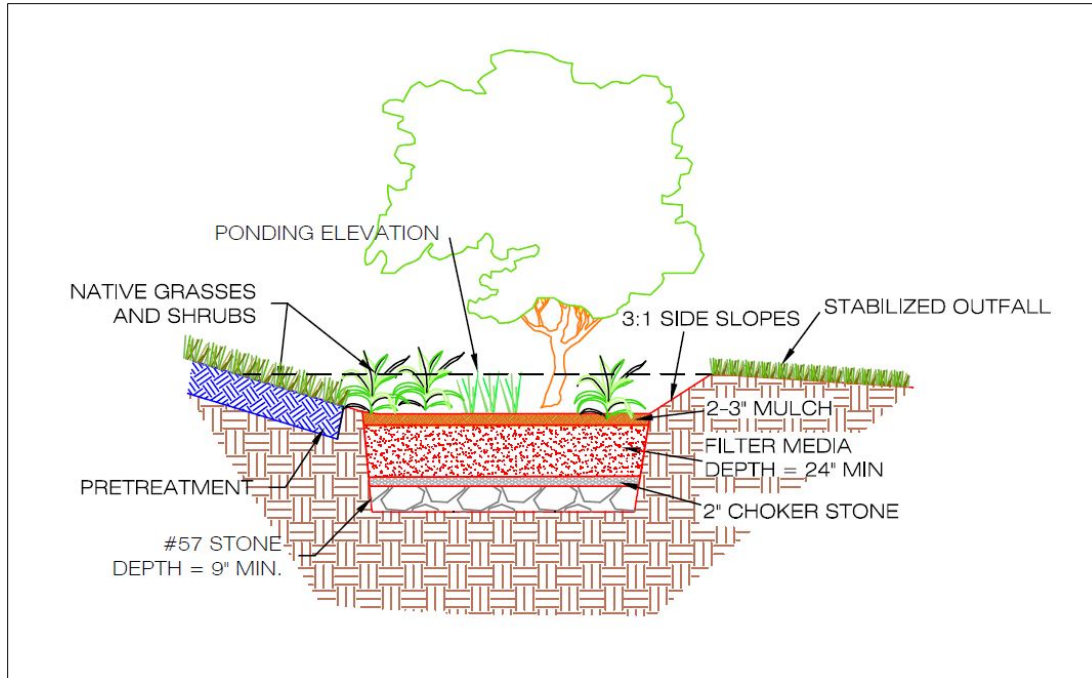 PONDING ELEVATION
NATIVE GRASSES
AND SHRUBS
3:1 SIDE SLOPES
STABILIZED OUTFALL
2-3" MULCH
FILTER MEDIA
DEPTH = 24" MIN
PRETREATMENT
2" CHOKER STONE
#57 STONE
DEPTH = 9" MIN.